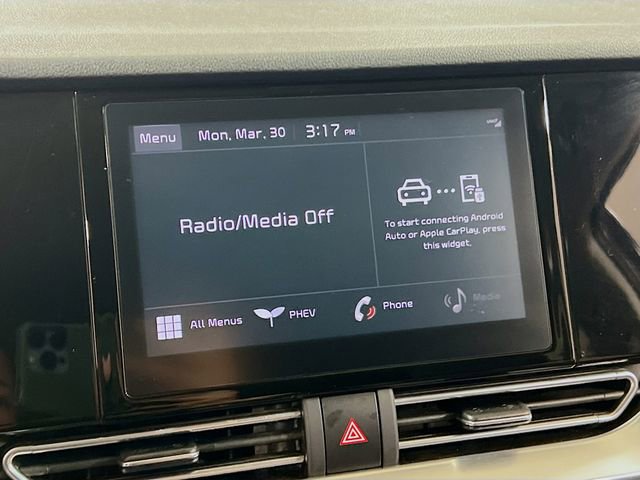 Menu
Mon, Mar. 30
3:17 PM
Radio/Media Off
To start connecting Android
Auto or Apple CarPlay, press
this widget.
All Menus
PHEV
Phone
Media